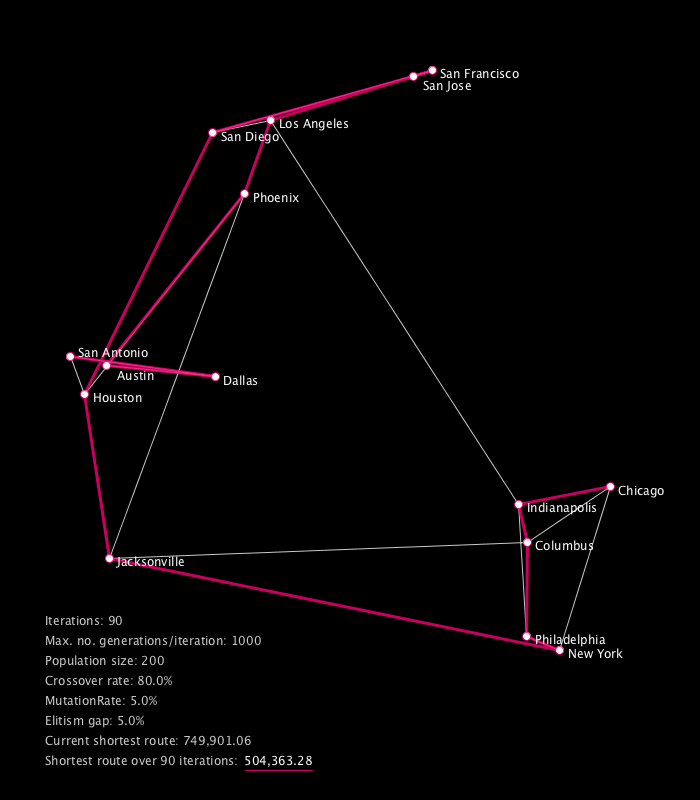 San Francisco
San Jose
Los Angeles
San Diego
Phoenix
San Antonio
Austin
Dallas
Houston
Chicago
Indianapolis
Columbus
Jacksonville
Philadelphia
New York
Iterations: 90
Max. no. generations/iteration: 1000
Population size: 200
Crossover rate: 80.0%
MutationRate: 5.0%
Elitism gap: 5.0%
Current shortest route: 749,901.06
Shortest route over 90 iterations: 504,363.28